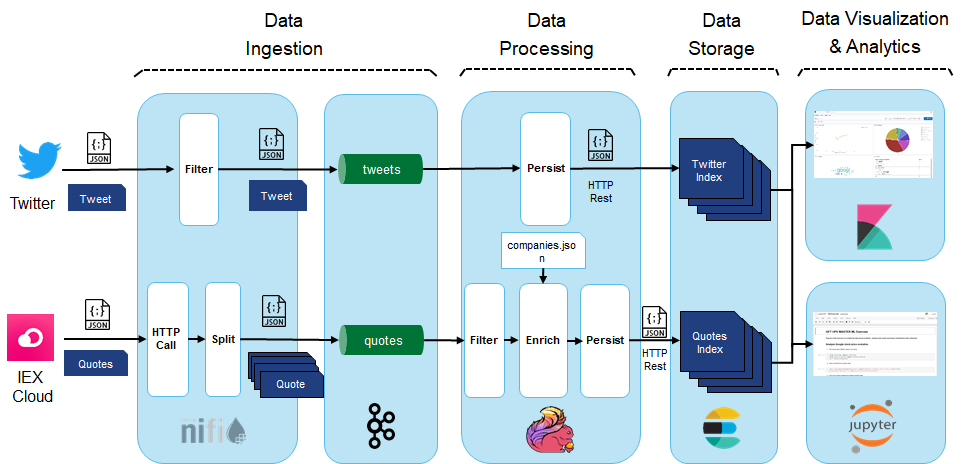 Data
Ingestion
Data
Processing
Data
Storage
Data Visualization
& Analytics
{;}
JSON
Twitter
Tweet
Filter
{;}
JSON
Tweet
tweets
Persist
{;}
JSON
HTTP
Rest
Twitter
Index
companies.jso
n
{;}
JSON
IEX
Cloud
Quotes
HTTP
Call
Split
{;}
JSON
Quote
quotes
Filter
Enrich
Persist
{;}
JSON
HTTP
Rest
Quotes
Index
nifi
jupyter